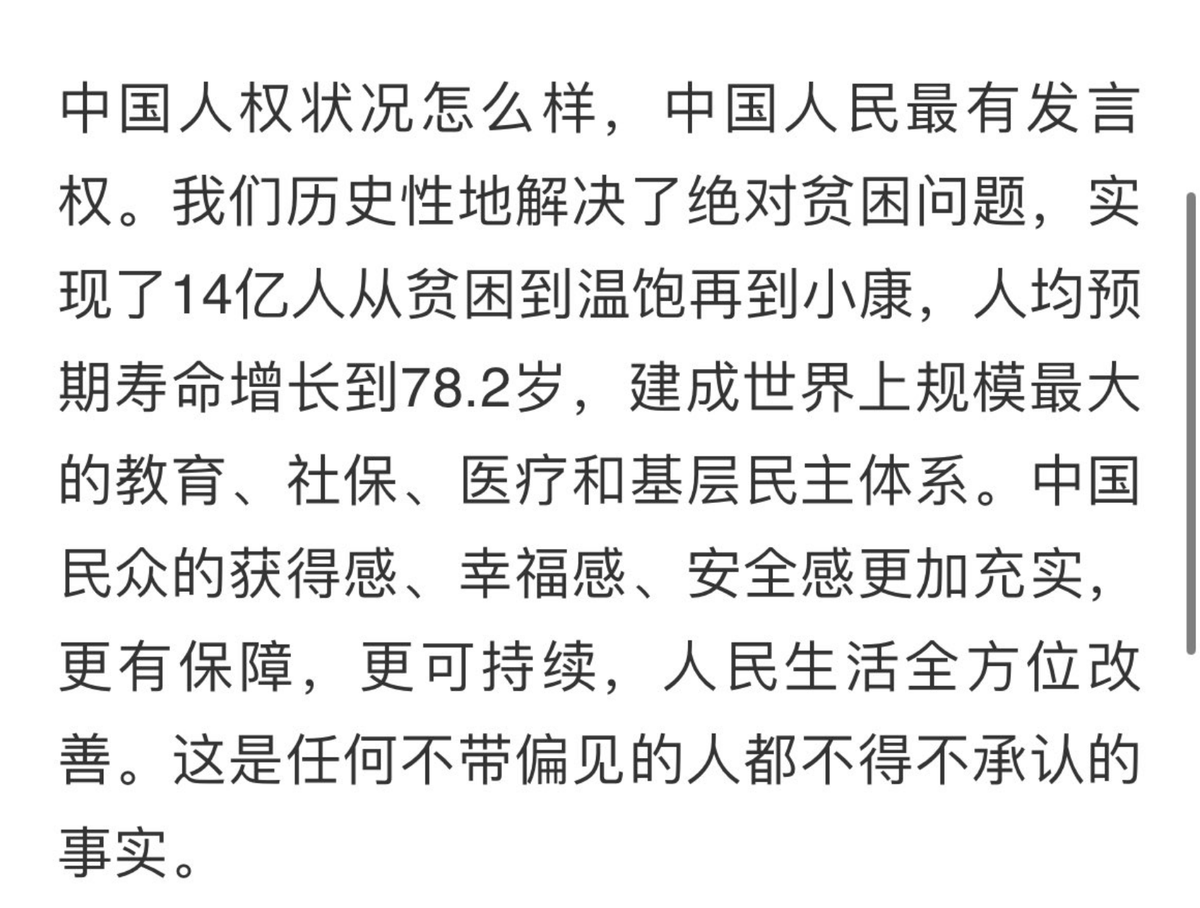 中国人权状况怎么样，中国人民最有发言
权。我们历史性地解决了绝对贫困问题，实
现了14亿人从贫困到温饱再到小康，人均预
期寿命增长到78.2岁，建成世界上规模最大
的教育、社保、医疗和基层民主体系。中国
民众的获得感、幸福感、安全感更加充实，
更有保障，更可持续，人民生活全方位改
善。这是任何不带偏见的人都不得不承认的
事实。